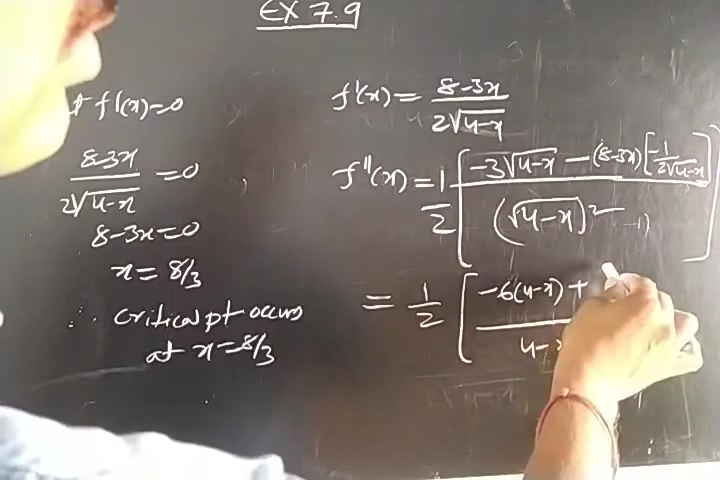 EX 7.9
f'(x)=0
8-3x / 2√4-x =0
8-3x=0
x= 8/3
∴ critical pt occurs
at x=8/3
f'(x) = 8-3x / 2√4-x
f''(x) = 1/2 [ -3√4-x - (8-3x) [-1 / 2√4-x] / (√4-x)² ]
= 1/2 [ -6(4-x) + / 4-x